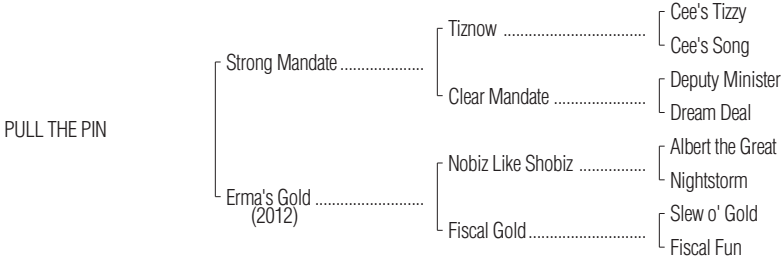 Cee's Tizzy
Tiznow ..................................
Cee's Song
Strong Mandate ....................
Deputy Minister
Clear Mandate ......................
Dream Deal
PULL THE PIN
Albert the Great
Nobiz Like Shobiz ................
Nightstorm
Erma's Gold ..........................
(2012)
Slew o' Gold
Fiscal Gold............................
Fiscal Fun